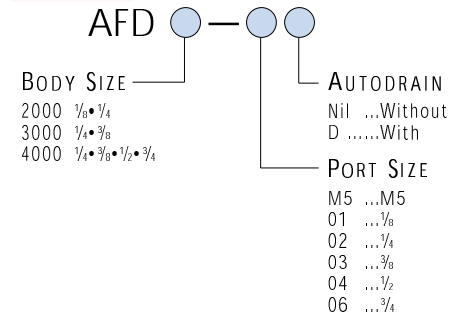 AFD —
BODY SIZE
2000 1/8•1/4
3000 1/4•3/8
4000 1/4•3/8•1/2•3/4
AUTODRAIN
Nil ...Without
D ......With
PORT SIZE
M5 ...M5
01 ...1/8
02 ...1/4
03 ...3/8
04 ...1/2
06 ...3/4